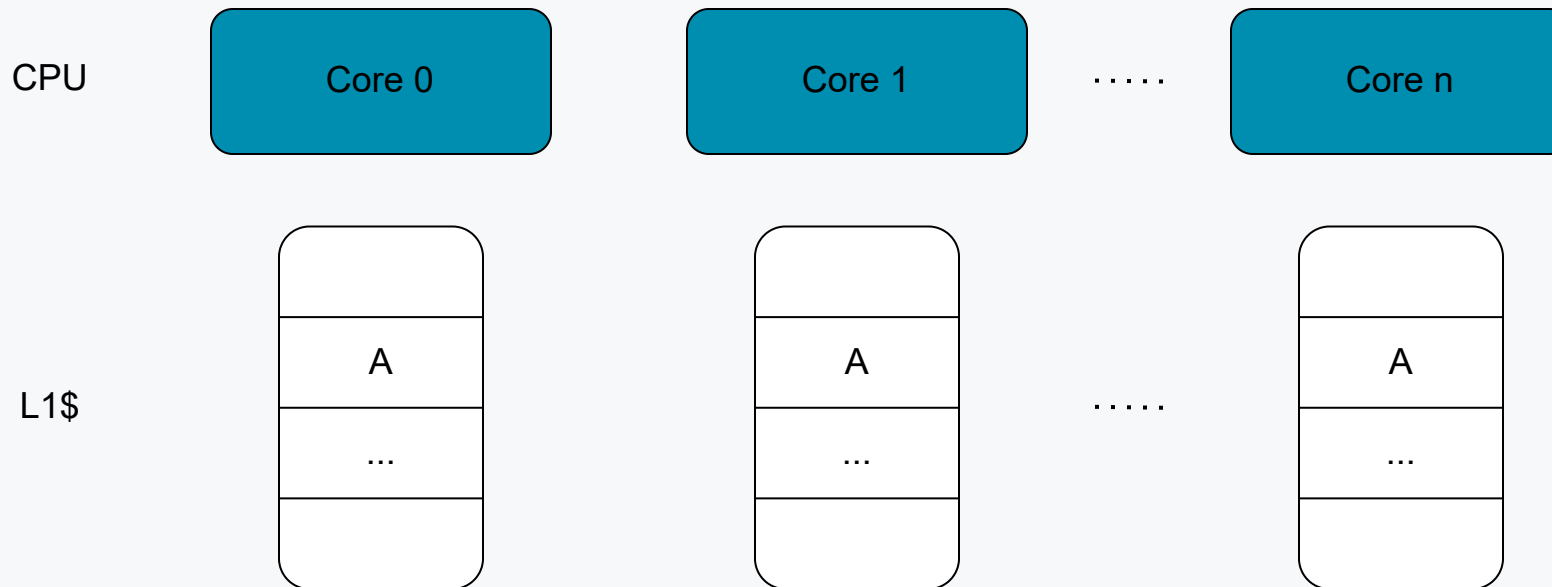 CPU Core 0 Core 1 ..... Core n
A A A
L1$ .....
... ... ...